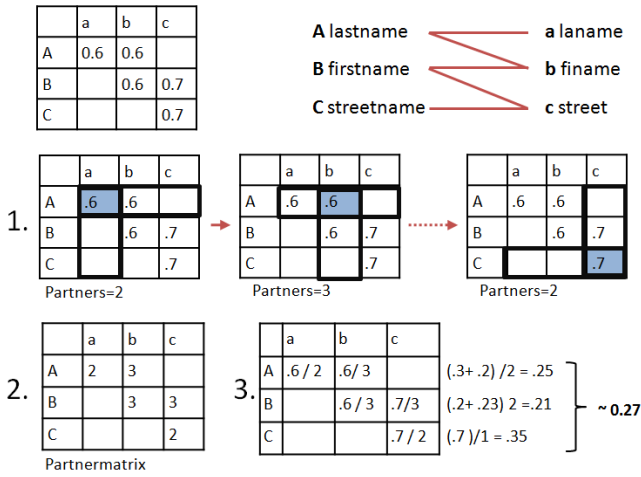 a b c
A 0.6 0.6
B 0.6 0.7
C 0.7
A lastname a laname
B firstname b finame
C streetname c street
1.
a b c
A .6 .6
B .6 .7
C .7
Partners=2
a b c
A .6 .6
B .6 .7
C .7
Partners=3
a b c
A .6 .6
B .6 .7
C .7
Partners=2
2.
a b c
A 2 3
B 3 3
C 2
Partnermatrix
3.
a b c
A .6 / 2 .6/ 3 (.3+ .2) /2 = .25
B .6 / 3 .7/3 (.2+ .23) 2 = .21
C .7 / 2 (.7 )/1 = .35
~ 0.27